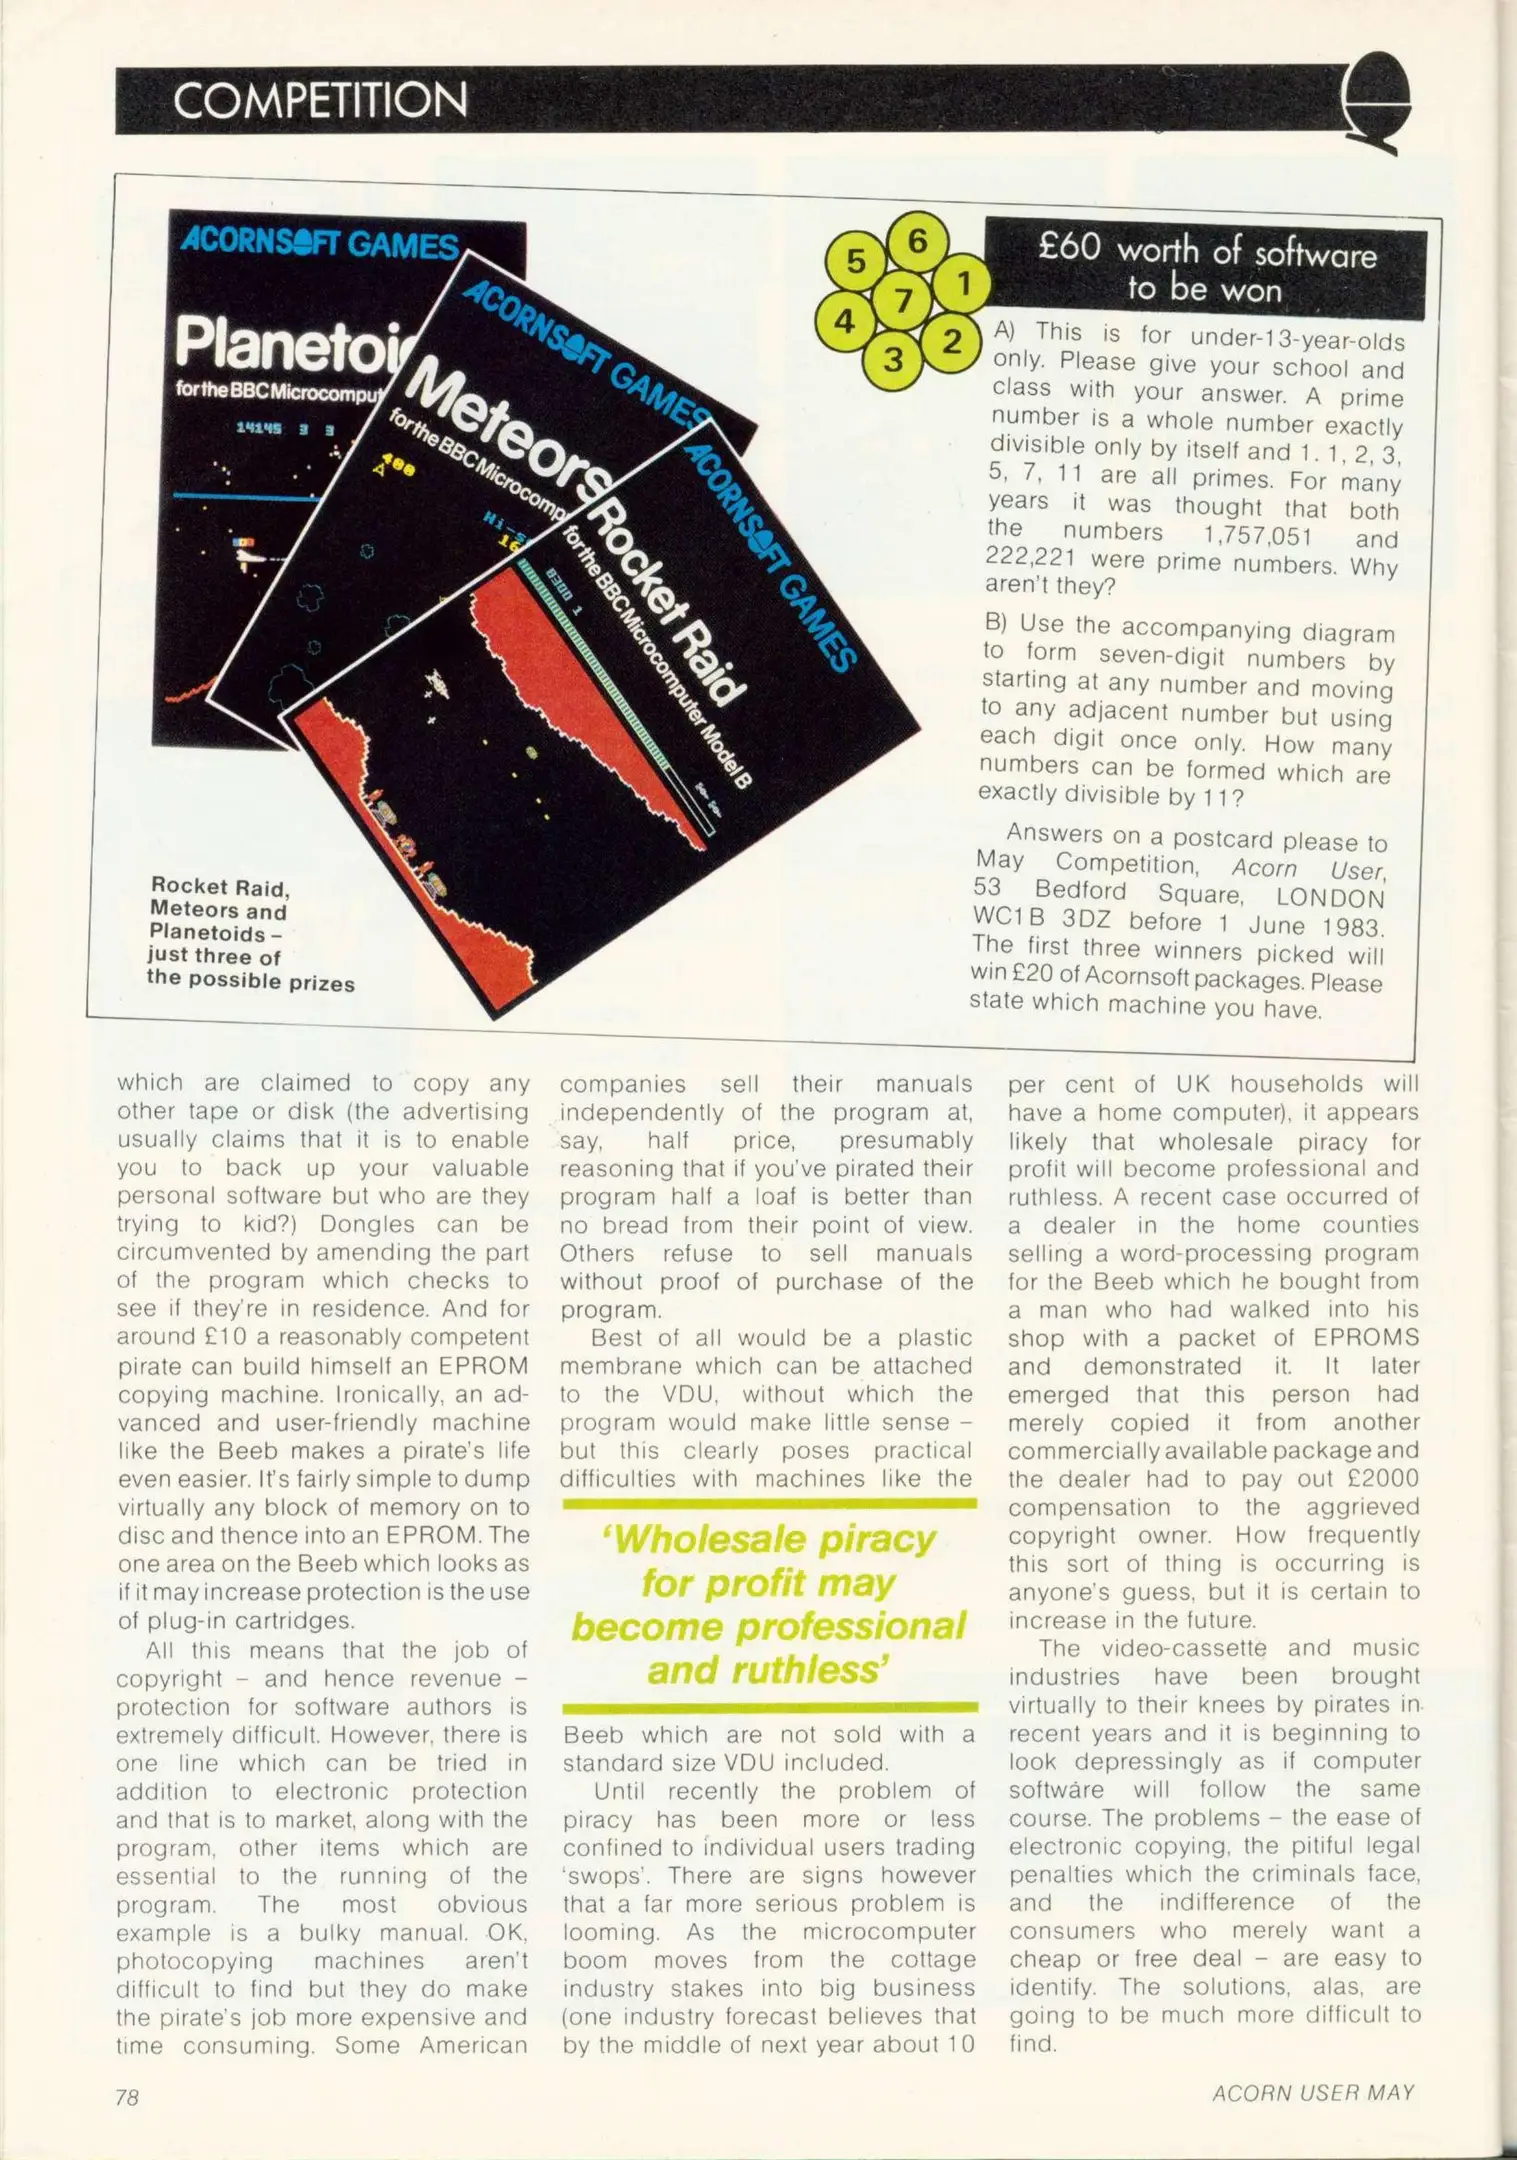 COMPETITION
ACORNSOFT GAMES
Planetoi
for the BBC Microcomput
14145 3 3
ACORNSOFT GAMES
Meteors
for the BBC Microcomp
400
Hi-s
16
ACORNSOFT GAMES
Rocket Raid
for the BBC Microcomputer Model B
8300 1
Rocket Raid,
Meteors and
Planetoids –
just three of
the possible prizes
6
5
1
7
4
2
3
£60 worth of software
to be won
A) This is for under-13-year-olds
only. Please give your school and
class with your answer. A prime
number is a whole number exactly
divisible only by itself and 1. 1, 2, 3,
5, 7, 11 are all primes. For many
years it was thought that both
the numbers 1,757,051 and
222,221 were prime numbers. Why
aren't they?
B) Use the accompanying diagram
to form seven-digit numbers by
starting at any number and moving
to any adjacent number but using
each digit once only. How many
numbers can be formed which are
exactly divisible by 11?
Answers on a postcard please to
May Competition, Acorn User,
53 Bedford Square, LONDON
WC1B 3DZ before 1 June 1983.
The first three winners picked will
win £20 of Acornsoft packages. Please
state which machine you have.
which are claimed to copy any
other tape or disk (the advertising
usually claims that it is to enable
you to back up your valuable
personal software but who are they
trying to kid?) Dongles can be
circumvented by amending the part
of the program which checks to
see if they're in residence. And for
around £10 a reasonably competent
pirate can build himself an EPROM
copying machine. Ironically, an ad-
vanced and user-friendly machine
like the Beeb makes a pirate's life
even easier. It's fairly simple to dump
virtually any block of memory on to
disc and thence into an EPROM. The
one area on the Beeb which looks as
if it may increase protection is the use
of plug-in cartridges.
All this means that the job of
copyright – and hence revenue –
protection for software authors is
extremely difficult. However, there is
one line which can be tried in
addition to electronic protection
and that is to market, along with the
program, other items which are
essential to the running of the
program. The most obvious
example is a bulky manual. OK,
photocopying machines aren't
difficult to find but they do make
the pirate's job more expensive and
time consuming. Some American
companies sell their manuals
independently of the program at,
say, half price, presumably
reasoning that if you've pirated their
program half a loaf is better than
no bread from their point of view.
Others refuse to sell manuals
without proof of purchase of the
program.
Best of all would be a plastic
membrane which can be attached
to the VDU, without which the
program would make little sense –
but this clearly poses practical
difficulties with machines like the
'Wholesale piracy
for profit may
become professional
and ruthless'
Beeb which are not sold with a
standard size VDU included.
Until recently the problem of
piracy has been more or less
confined to individual users trading
'swops'. There are signs however
that a far more serious problem is
looming. As the microcomputer
boom moves from the cottage
industry stakes into big business
(one industry forecast believes that
by the middle of next year about 10
per cent of UK households will
have a home computer), it appears
likely that wholesale piracy for
profit will become professional and
ruthless. A recent case occurred of
a dealer in the home counties
selling a word-processing program
for the Beeb which he bought from
a man who had walked into his
shop with a packet of EPROMS
and demonstrated it. It later
emerged that this person had
merely copied it from another
commercially available package and
the dealer had to pay out £2000
compensation to the aggrieved
copyright owner. How frequently
this sort of thing is occurring is
anyone's guess, but it is certain to
increase in the future.
The video-cassette and music
industries have been brought
virtually to their knees by pirates in
recent years and it is beginning to
look depressingly as if computer
software will follow the same
course. The problems – the ease of
electronic copying, the pitiful legal
penalties which the criminals face,
and the indifference of the
consumers who merely want a
cheap or free deal – are easy to
identify. The solutions, alas, are
going to be much more difficult to
find.
78
ACORN USER MAY